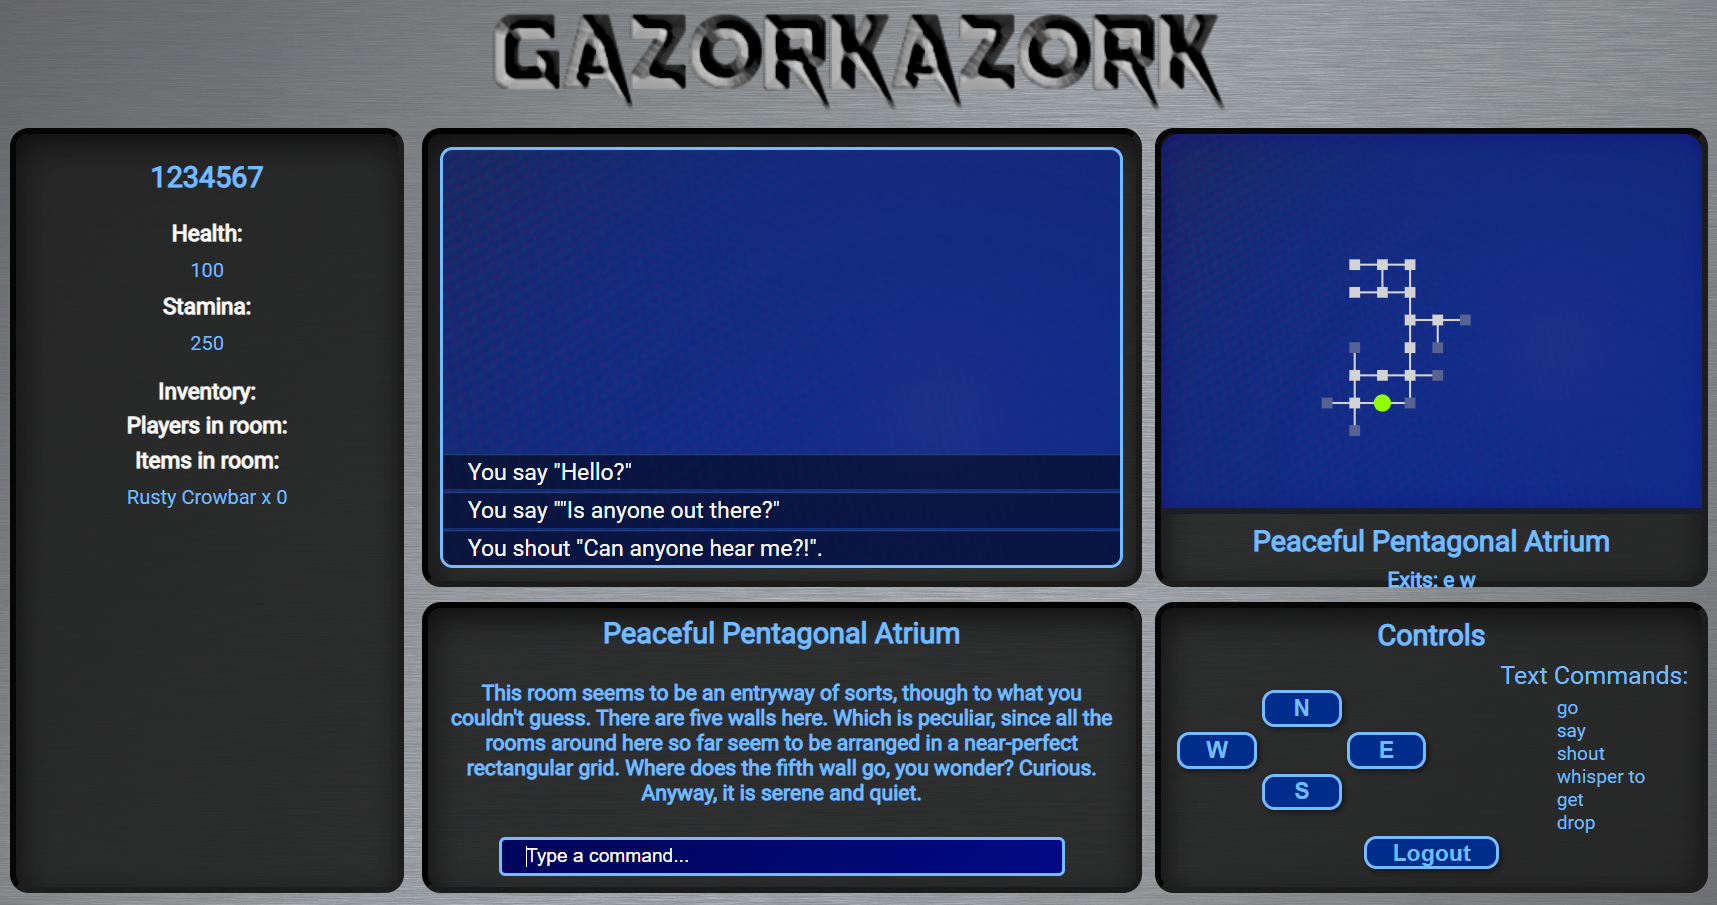 GAZORKAZORK
1234567
Health:
100
Stamina:
250
Inventory:
Players in room:
Items in room:
Rusty Crowbar x 0
You say "Hello?"
You say ""Is anyone out there?"
You shout "Can anyone hear me?!".
Peaceful Pentagonal Atrium
This room seems to be an entryway of sorts, though to what you
couldn't guess. There are five walls here. Which is peculiar, since all the
rooms around here so far seem to be arranged in a near-perfect
rectangular grid. Where does the fifth wall go, you wonder? Curious.
Anyway, it is serene and quiet.
Type a command...
Peaceful Pentagonal Atrium
Exits: e w
Controls
N
W
E
S
Text Commands:
go
say
shout
whisper to
get
drop
Logout